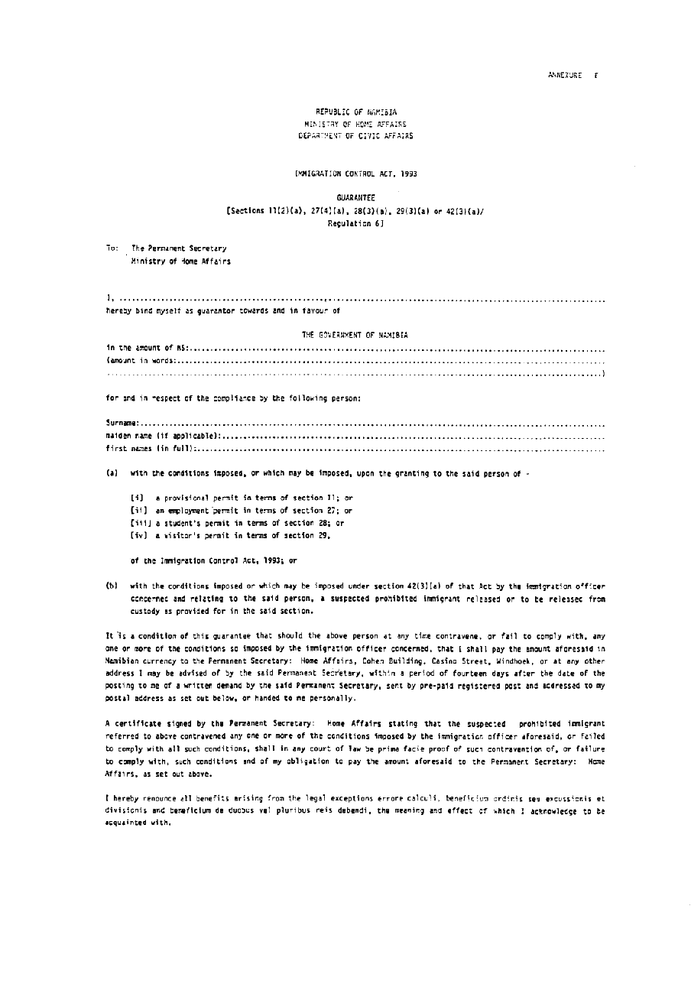 ANNEXURE F
REPUBLIC OF NAMIBIA
MINISTRY OF HOME AFFAIRS
DEPARTMENT OF CIVIC AFFAIRS
IMMIGRATION CONTROL ACT, 1993
GUARANTEE
[Sections 11(2)(a), 27(4)(a), 28(3)(a), 29(3)(a) or 42(3)(a)/
Regulation 6]
To: The Permanent Secretary
Ministry of Home Affairs
I, ........................................................................
hereby bind myself as guarantor towards and in favour of
THE GOVERNMENT OF NAMIBIA
in the amount of N$:........................................................................
(amount in words:........................................................................
........................................................................)
for and in respect of the compliance by the following person:
Surname:........................................................................
maiden name (if applicable):........................................................................
first names (in full):........................................................................
(a) with the conditions imposed, or which may be imposed, upon the granting to the said person of -
[i] a provisional permit in terms of section 11; or
[ii] an employment permit in terms of section 27; or
[iii] a student's permit in terms of section 28; or
[iv] a visitor's permit in terms of section 29,
of the Immigration Control Act, 1993; or
(b) with the conditions imposed or which may be imposed under section 42(3)(a) of that Act by the immigration officer
concerned and relating to the said person, a suspected prohibited immigrant released or to be released from
custody as provided for in the said section.
It is a condition of this guarantee that should the above person at any time contravene, or fail to comply with, any
one or more of the conditions so imposed by the immigration officer concerned, that I shall pay the amount aforesaid in
Namibian currency to the Permanent Secretary: Home Affairs, Cohen Building, Casino Street, Windhoek, or at any other
address I may be advised of by the said Permanent Secretary, within a period of fourteen days after the date of the
posting to me of a written demand by the said Permanent Secretary, sent by pre-paid registered post and addressed to my
postal address as set out below, or handed to me personally.
A certificate signed by the Permanent Secretary: Home Affairs stating that the suspected prohibited immigrant
referred to above contravened any one or more of the conditions imposed by the immigration officer aforesaid, or failed
to comply with all such conditions, shall in any court of law be prima facie proof of such contravention of, or failure
to comply with, such conditions and of my obligation to pay the amount aforesaid to the Permanent Secretary: Home
Affairs, as set out above.
I hereby renounce all benefits arising from the legal exceptions errore calculi, beneficium ordinis seu excussionis et
divisionis and beneficium de duobus vel pluribus reis debendi, the meaning and effect of which I acknowledge to be
acquainted with.